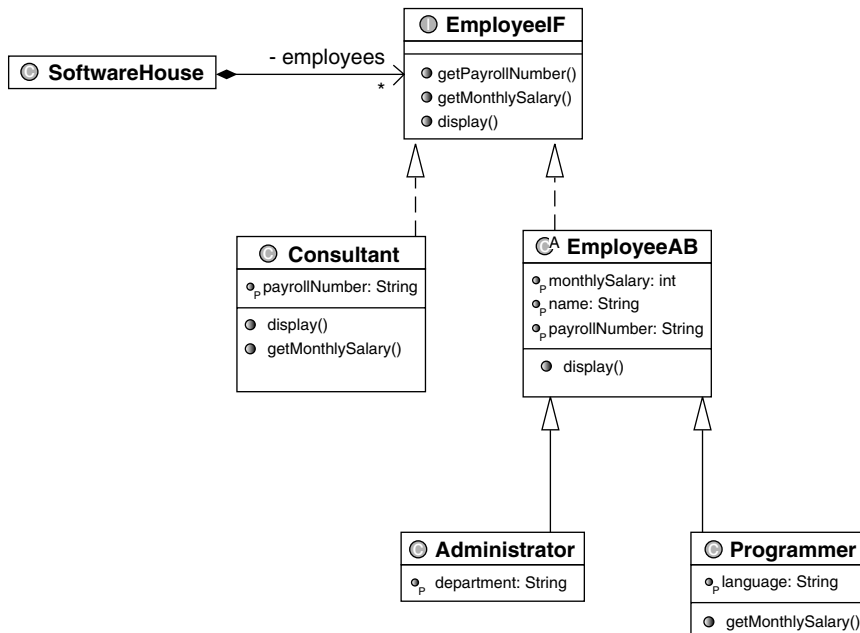 I EmployeeIF
getPayrollNumber()
getMonthlySalary()
display()
C SoftwareHouse
- employees
*
C Consultant
P payrollNumber: String
display()
getMonthlySalary()
C A EmployeeAB
P monthlySalary: int
P name: String
P payrollNumber: String
display()
C Administrator
P department: String
C Programmer
P language: String
getMonthlySalary()